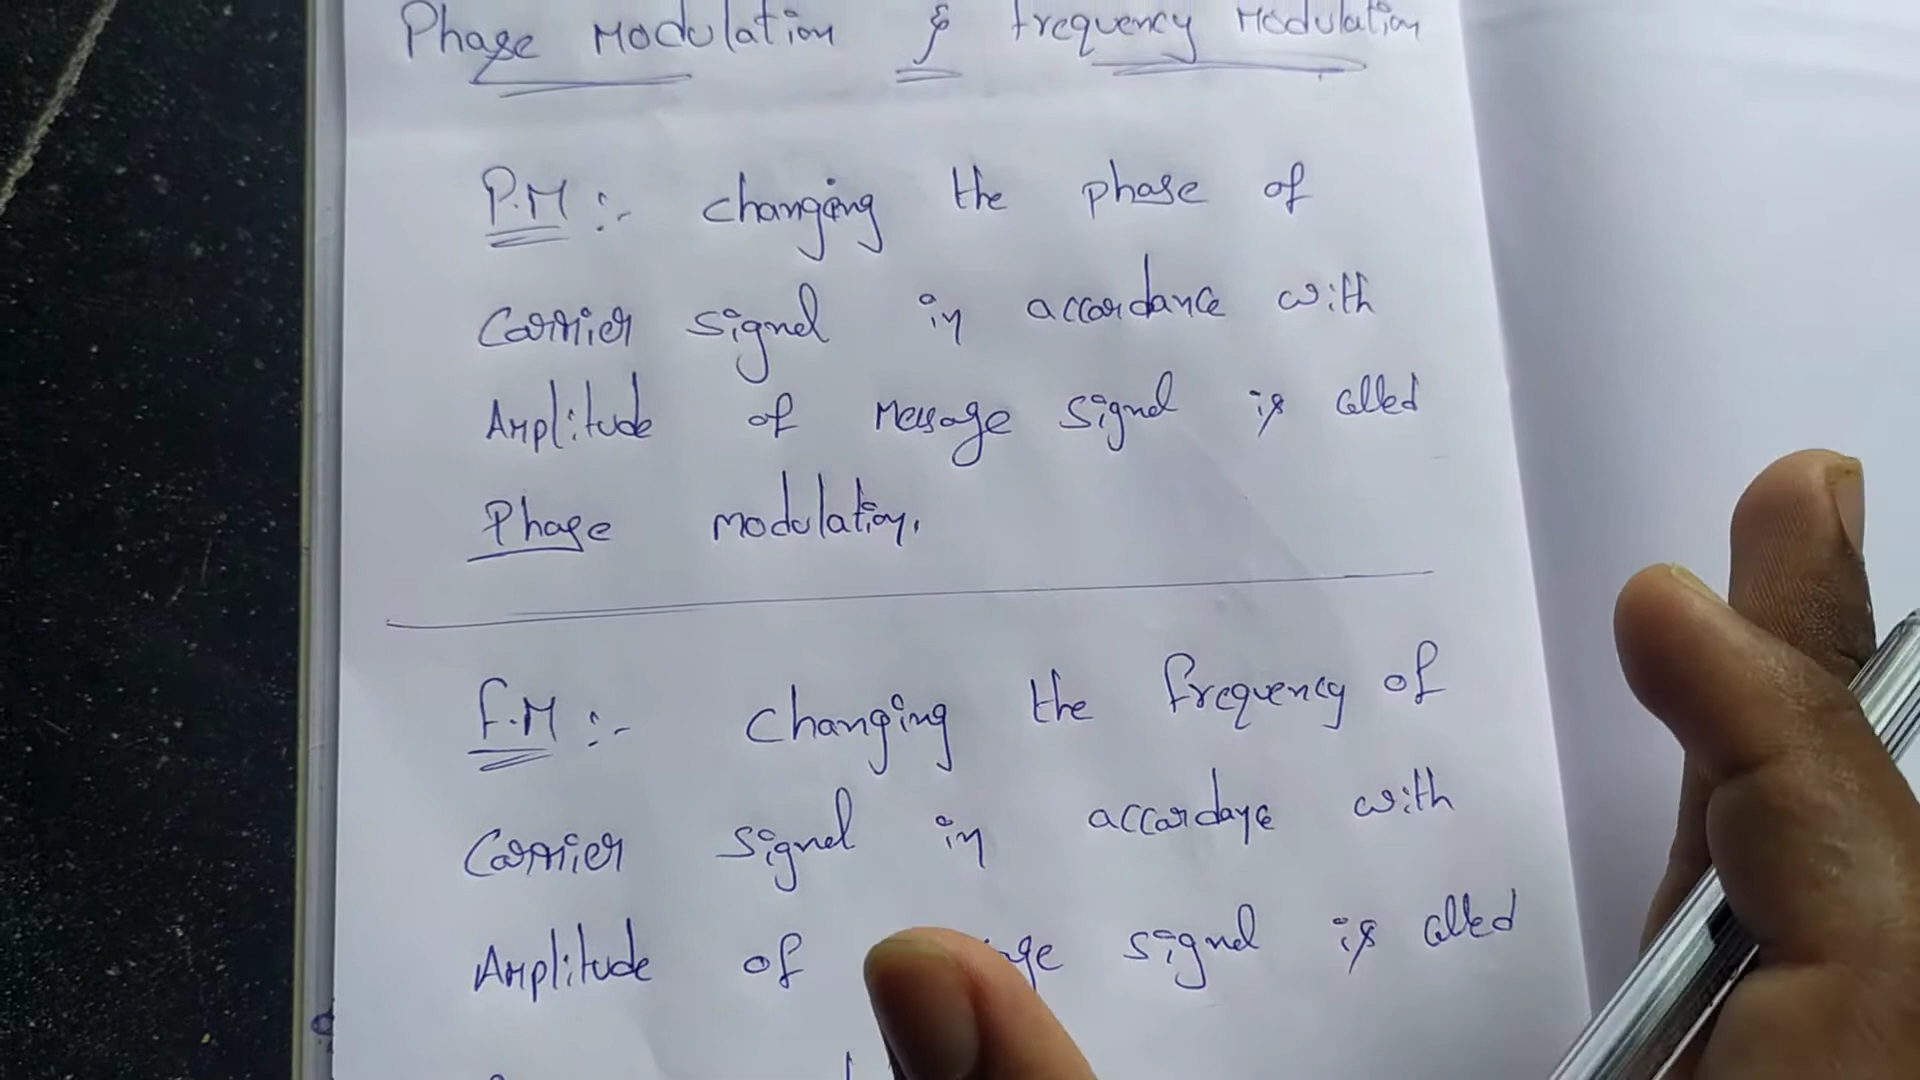 Phase Modulation & frequency Modulation
P.M :- changing the phase of
Carrier signal in accordance with
Amplitude of Message signal is called
Phase modulation.
F.M :- Changing the frequency of
Carrier signal in accordance with
Amplitude of signal is called